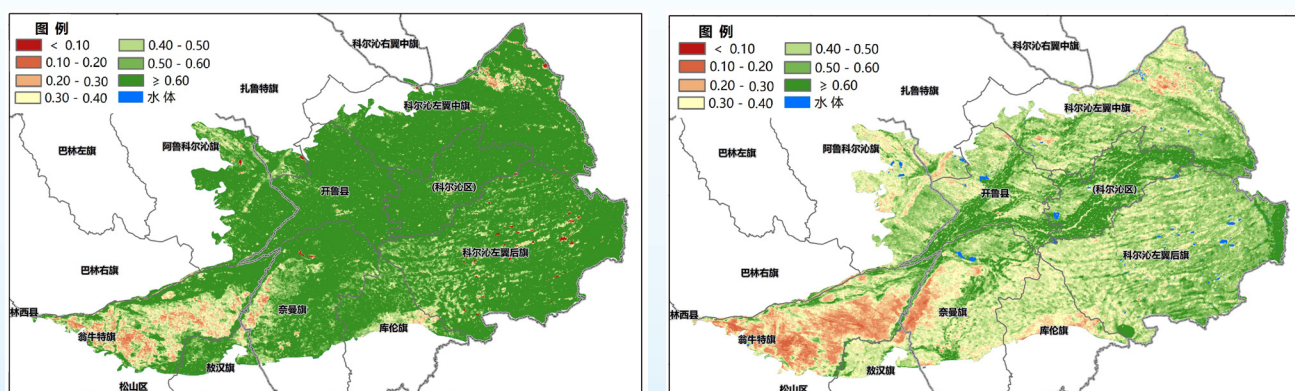 图 例
< 0.10
0.10 - 0.20
0.20 - 0.30
0.30 - 0.40
0.40 - 0.50
0.50 - 0.60
≥ 0.60
水 体
科尔沁右翼中旗
扎鲁特旗
科尔沁左翼中旗
阿鲁科尔沁旗
巴林左旗
开鲁县
(科尔沁区)
科尔沁左翼后旗
巴林右旗
奈曼旗
林西县
翁牛特旗
库伦旗
敖汉旗
松山区
图 例
< 0.10
0.10 - 0.20
0.20 - 0.30
0.30 - 0.40
0.40 - 0.50
0.50 - 0.60
≥ 0.60
水 体
科尔沁右翼中旗
扎鲁特旗
科尔沁左翼中旗
阿鲁科尔沁旗
巴林左旗
开鲁县
(科尔沁区)
科尔沁左翼后旗
巴林右旗
奈曼旗
林西县
翁牛特旗
库伦旗
敖汉旗
松山区